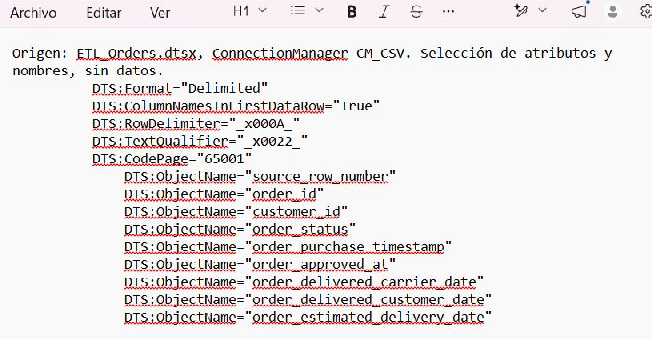 Archivo Editar Ver H1 B I S ...
Origen: ETL_Orders.dtsx, ConnectionManager CM_CSV. Selección de atributos y
nombres, sin datos.
DTS:Format="Delimited"
DTS:ColumnNamesInFirstDataRow="True"
DTS:RowDelimiter="_x000A_"
DTS:TextQualifier="_x0022_"
DTS:CodePage="65001"
DTS:ObjectName="source_row_number"
DTS:ObjectName="order_id"
DTS:ObjectName="customer_id"
DTS:ObjectName="order_status"
DTS:ObjectName="order_purchase_timestamp"
DTS:ObjectName="order_approved_at"
DTS:ObjectName="order_delivered_carrier_date"
DTS:ObjectName="order_delivered_customer_date"
DTS:ObjectName="order_estimated_delivery_date"